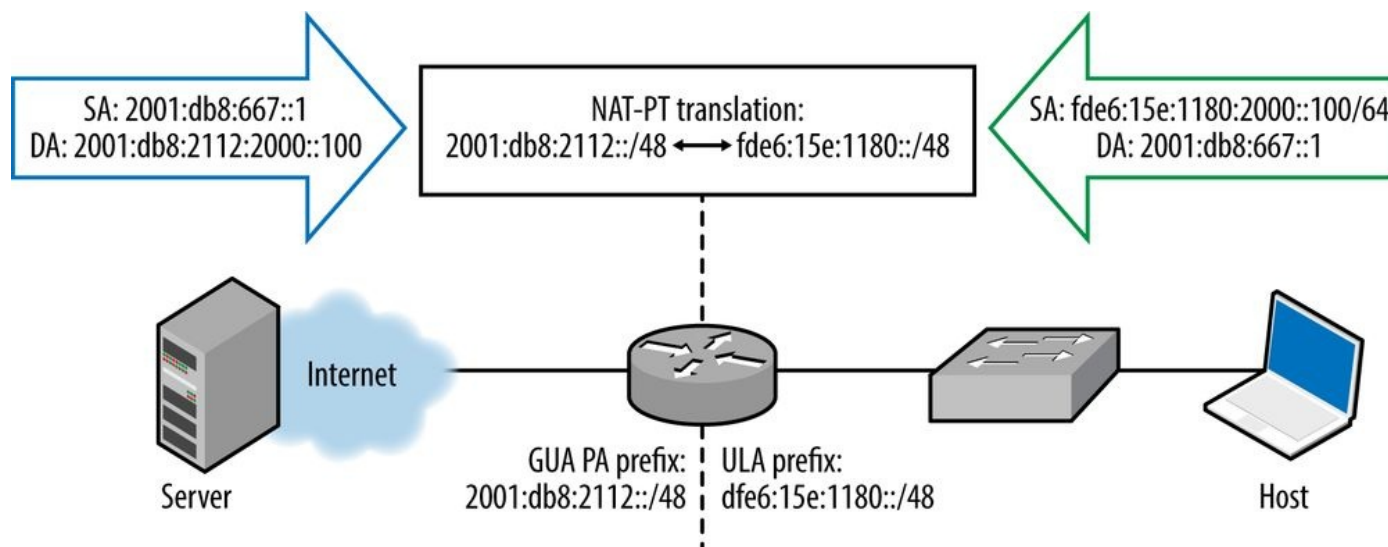 SA: 2001:db8:667::1
DA: 2001:db8:2112:2000::100
NAT-PT translation:
2001:db8:2112::/48 ↔ fde6:15e:1180::/48
SA: fde6:15e:1180:2000::100/64
DA: 2001:db8:667::1
Internet
Server
GUA PA prefix:
2001:db8:2112::/48
ULA prefix:
dfe6:15e:1180::/48
Host